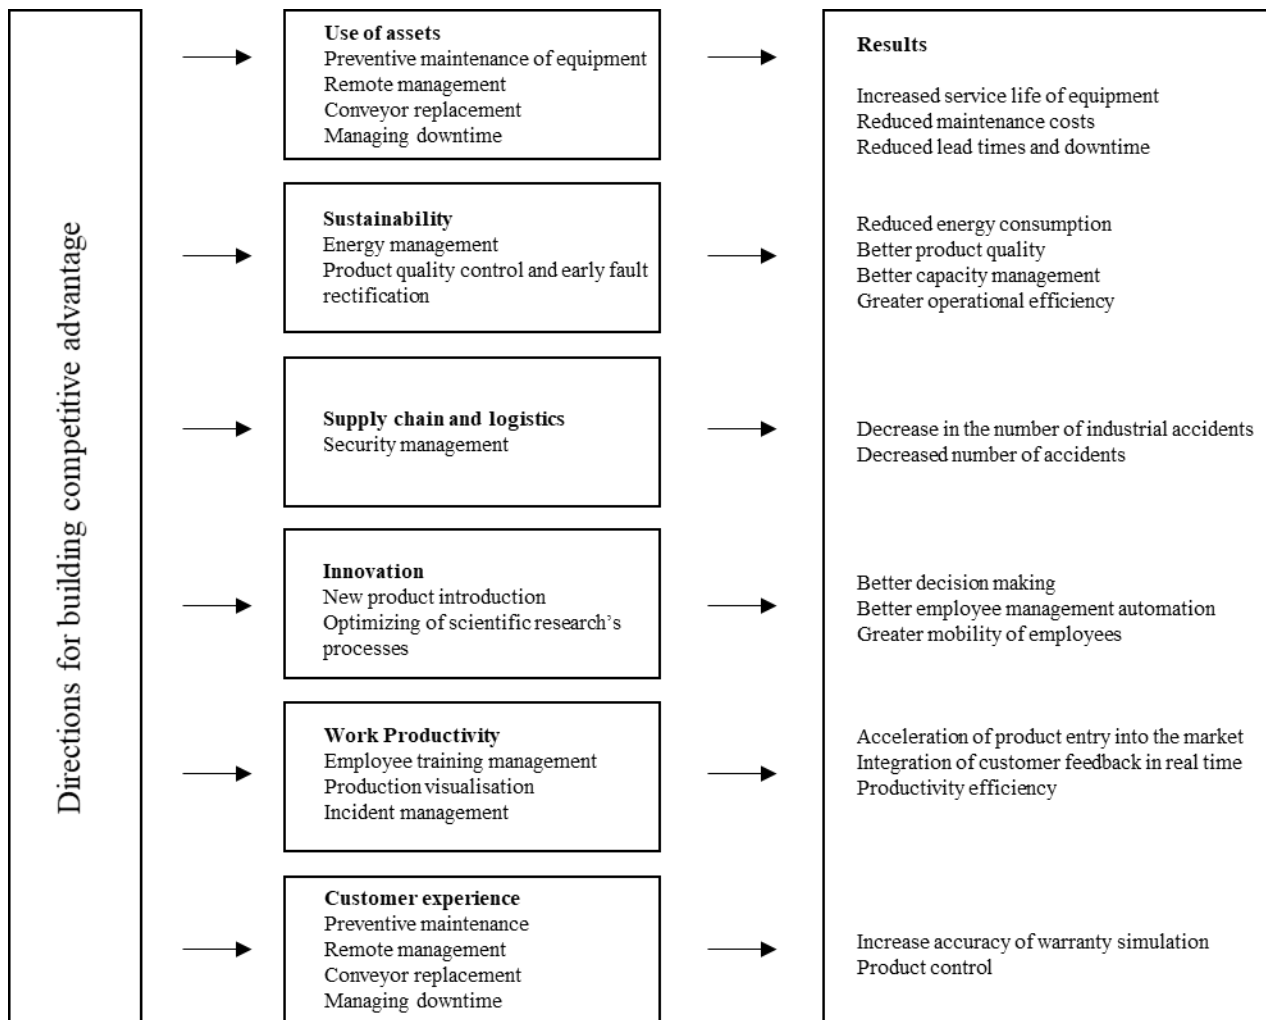 Directions for building competitive advantage
Use of assets
Preventive maintenance of equipment
Remote management
Conveyor replacement
Managing downtime
Sustainability
Energy management
Product quality control and early fault
rectification
Supply chain and logistics
Security management
Innovation
New product introduction
Optimizing of scientific research’s
processes
Work Productivity
Employee training management
Production visualisation
Incident management
Customer experience
Preventive maintenance
Remote management
Conveyor replacement
Managing downtime
Results
Increased service life of equipment
Reduced maintenance costs
Reduced lead times and downtime
Reduced energy consumption
Better product quality
Better capacity management
Greater operational efficiency
Decrease in the number of industrial accidents
Decreased number of accidents
Better decision making
Better employee management automation
Greater mobility of employees
Acceleration of product entry into the market
Integration of customer feedback in real time
Productivity efficiency
Increase accuracy of warranty simulation
Product control